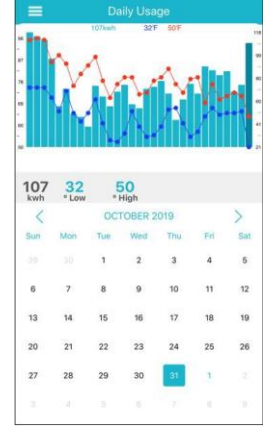 Daily Usage
107kwh 32°F 50°F
107 32 50
kwh ° Low ° High
OCTOBER 2019
Sun Mon Tue Wed Thu Fri Sat
29 30 1 2 3 4 5
6 7 8 9 10 11 12
13 14 15 16 17 18 19
20 21 22 23 24 25 26
27 28 29 30 31 1 2
3 4 5 6 7 8 9